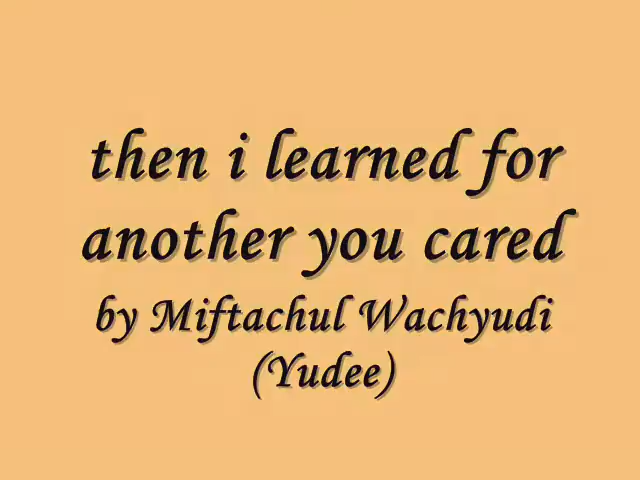 then i learned for
another you cared
by Miftachul Wachyudi
(Yudee)